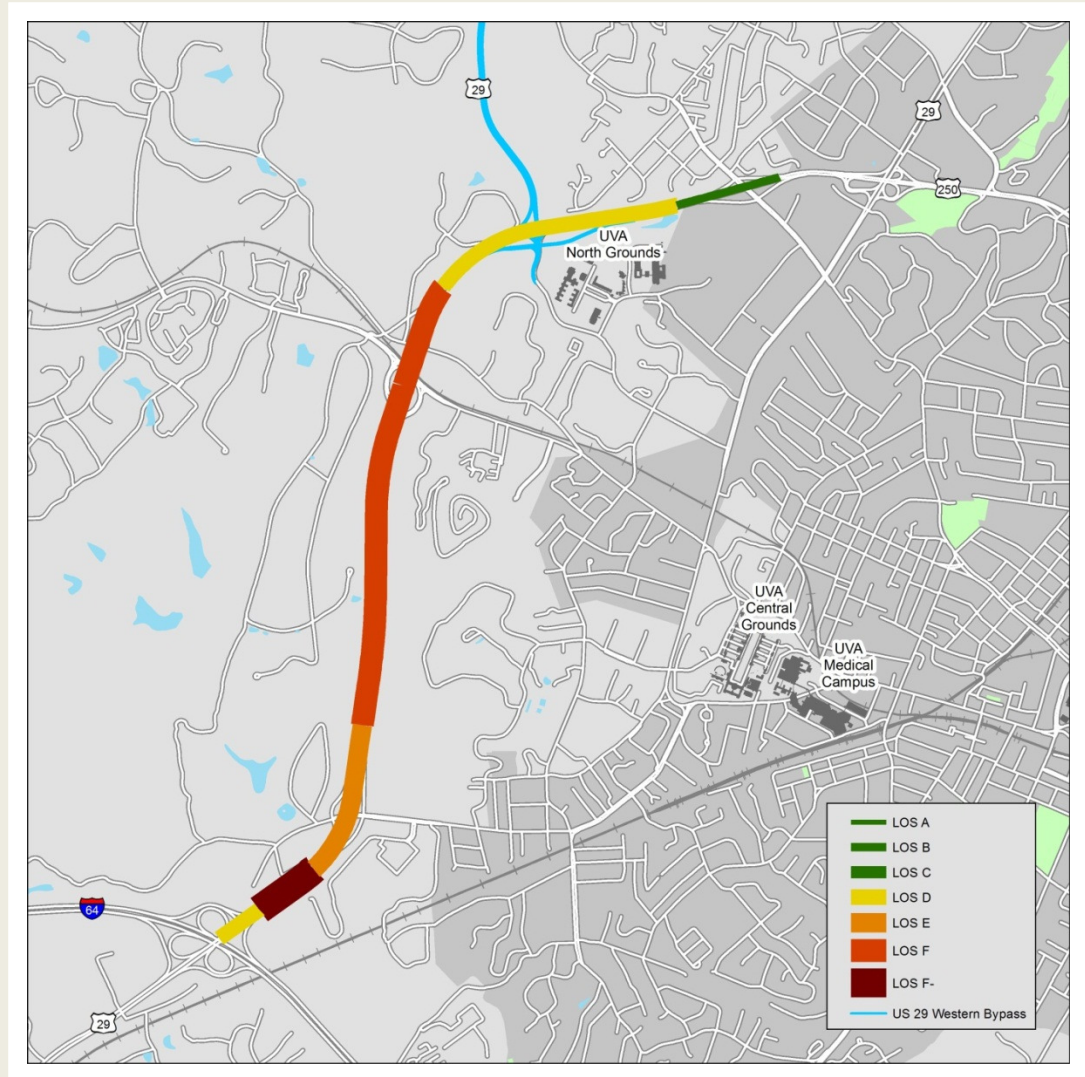 29
29
250
UVA
North Grounds
UVA
Central
Grounds
UVA
Medical
Campus
64
29
LOS A
LOS B
LOS C
LOS D
LOS E
LOS F
LOS F-
US 29 Western Bypass